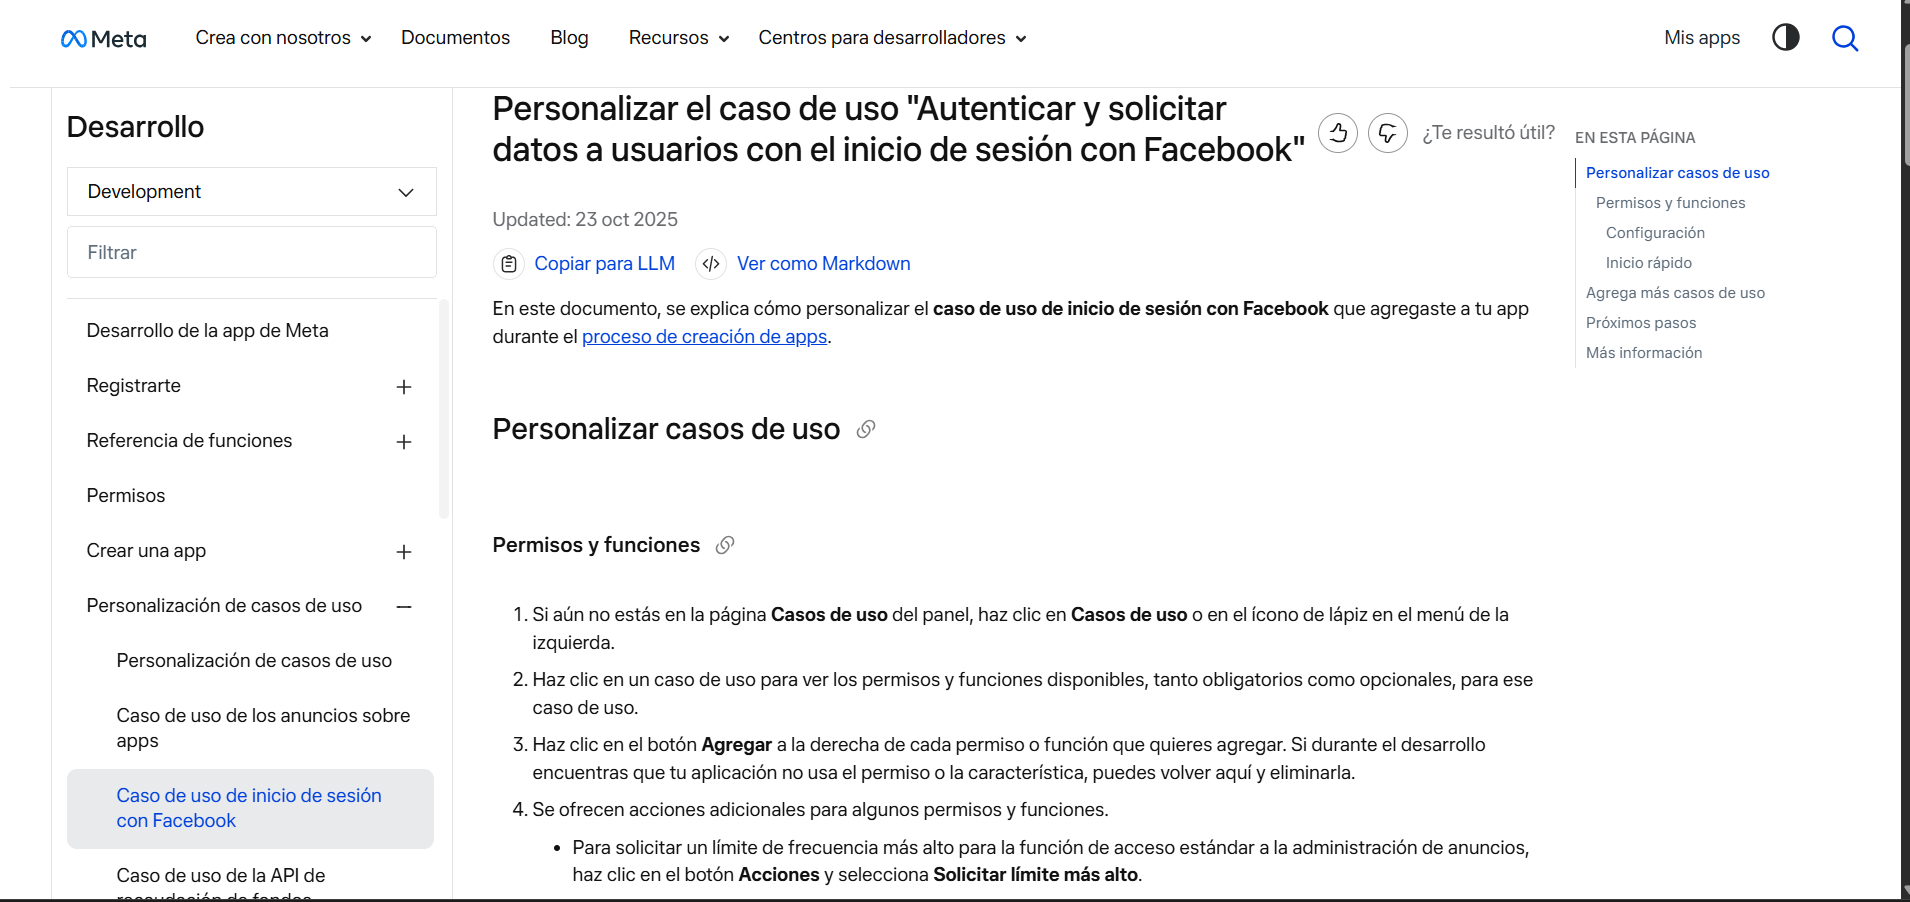 Meta
Crea con nosotros
Documentos
Blog
Recursos
Centros para desarrolladores
Mis apps
Desarrollo
Development
Filtrar
Desarrollo de la app de Meta
Registrarte
Referencia de funciones
Permisos
Crear una app
Personalización de casos de uso
Personalización de casos de uso
Caso de uso de los anuncios sobre
apps
Caso de uso de inicio de sesión
con Facebook
Caso de uso de la API de
recaudación de fondos
Personalizar el caso de uso "Autenticar y solicitar
datos a usuarios con el inicio de sesión con Facebook"
¿Te resultó útil?
Updated: 23 oct 2025
Copiar para LLM
Ver como Markdown
En este documento, se explica cómo personalizar el caso de uso de inicio de sesión con Facebook que agregaste a tu app
durante el proceso de creación de apps.
Personalizar casos de uso
Permisos y funciones
1. Si aún no estás en la página Casos de uso del panel, haz clic en Casos de uso o en el ícono de lápiz en el menú de la
izquierda.
2. Haz clic en un caso de uso para ver los permisos y funciones disponibles, tanto obligatorios como opcionales, para ese
caso de uso.
3. Haz clic en el botón Agregar a la derecha de cada permiso o función que quieres agregar. Si durante el desarrollo
encuentras que tu aplicación no usa el permiso o la característica, puedes volver aquí y eliminarla.
4. Se ofrecen acciones adicionales para algunos permisos y funciones.
• Para solicitar un límite de frecuencia más alto para la función de acceso estándar a la administración de anuncios,
haz clic en el botón Acciones y selecciona Solicitar límite más alto.
EN ESTA PÁGINA
Personalizar casos de uso
Permisos y funciones
Configuración
Inicio rápido
Agrega más casos de uso
Próximos pasos
Más información